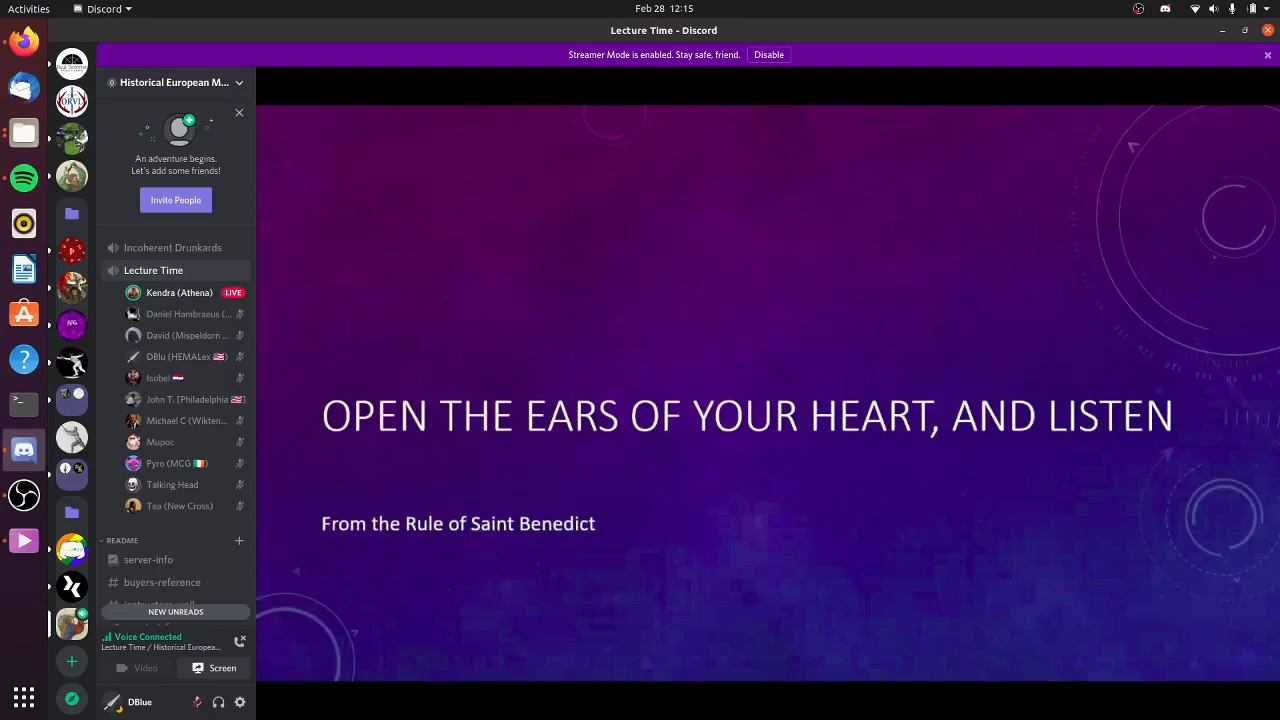 Activities
Discord
Feb 28 12:15
Lecture Time - Discord
Streamer Mode is enabled. Stay safe, friend.
Disable
Historical European M...
An adventure begins.
Let's add some friends!
Invite People
Incoherent Drunkards
Lecture Time
Kendra (Athena) LIVE
Daniel Hambraeus (...
David (Mispeldorn ...
DBlu (HEMALex 🇺🇸)
Isobel 🇳🇱
John T. [Philadelphia 🇺🇸]
Michael C (Wikten...
Mupoc
Pyro (MCG 🇮🇪)
Talking Head
Tea (New Cross)
README
server-info
buyers-reference
NEW UNREADS
Voice Connected
Lecture Time / Historical Europea...
Video
Screen
DBlue
OPEN THE EARS OF YOUR HEART, AND LISTEN
From the Rule of Saint Benedict